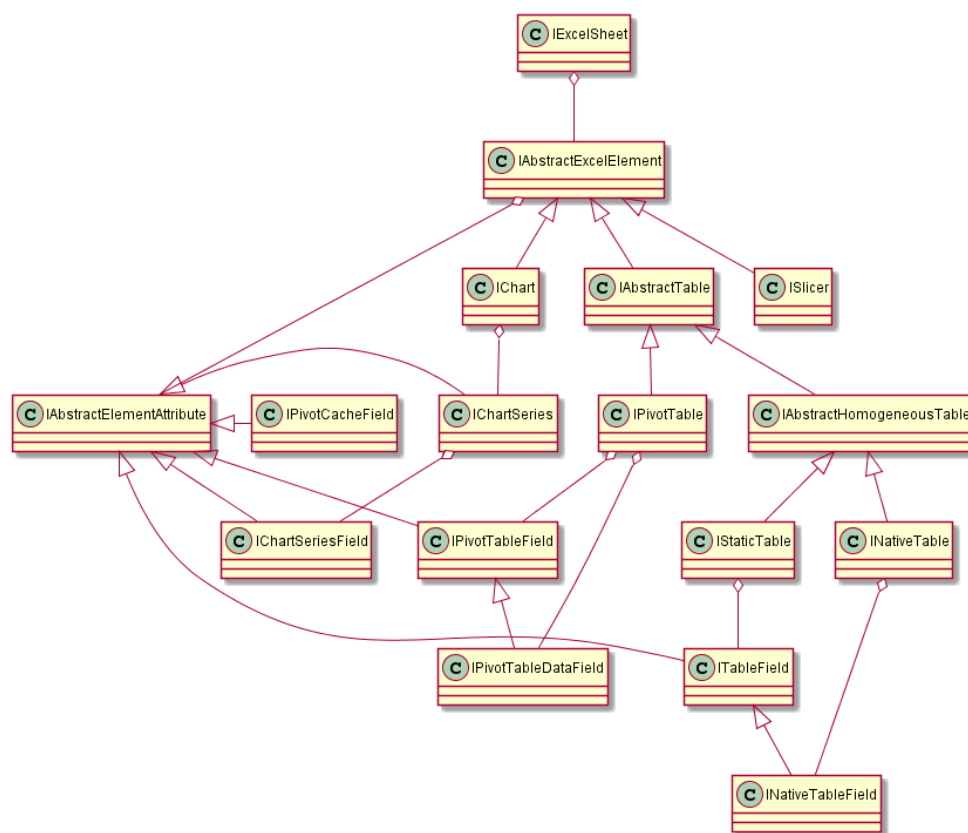 C IExcelSheet
C IAbstractExcelElement
C IChart
C IAbstractTable
C ISlicer
C IAbstractElementAttribute
C IPivotCacheField
C IChartSeries
C IPivotTable
C IAbstractHomogeneousTable
C IChartSeriesField
C IPivotTableField
C IStaticTable
C INativeTable
C IPivotTableDataField
C ITableField
C INativeTableField